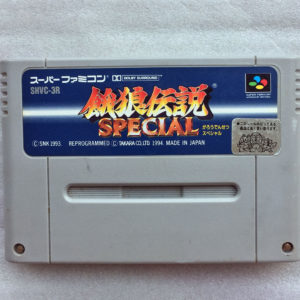 スーパーファミコン DOLBY SURROUND
SHVC-3R
餓狼伝説
SPECIAL
がろうでんせつ
スペシャル
©SNK 1993. REPROGRAMMED ©TAKARA CO.,LTD. 1994. MADE IN JAPAN